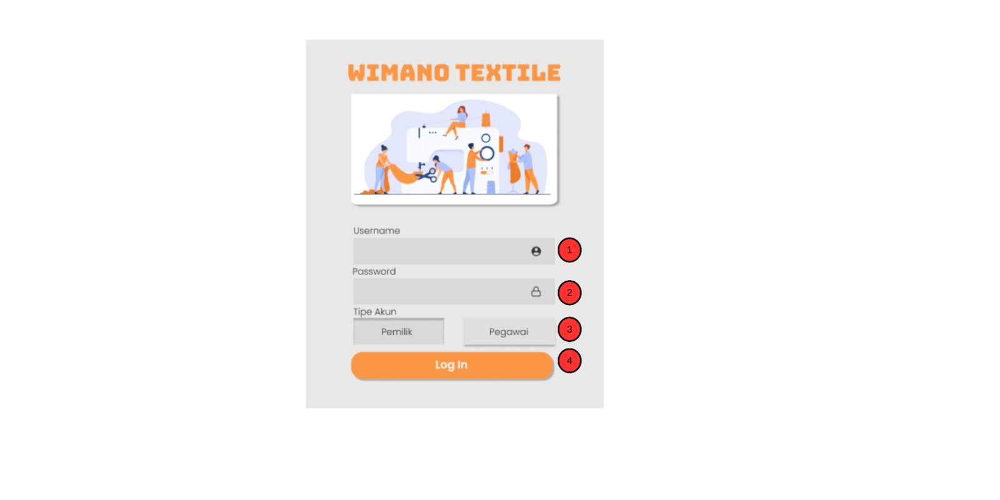 WIMANO TEXTILE
Username
1
Password
2
Tipe Akun
Pemilik Pegawai 3
Log In 4